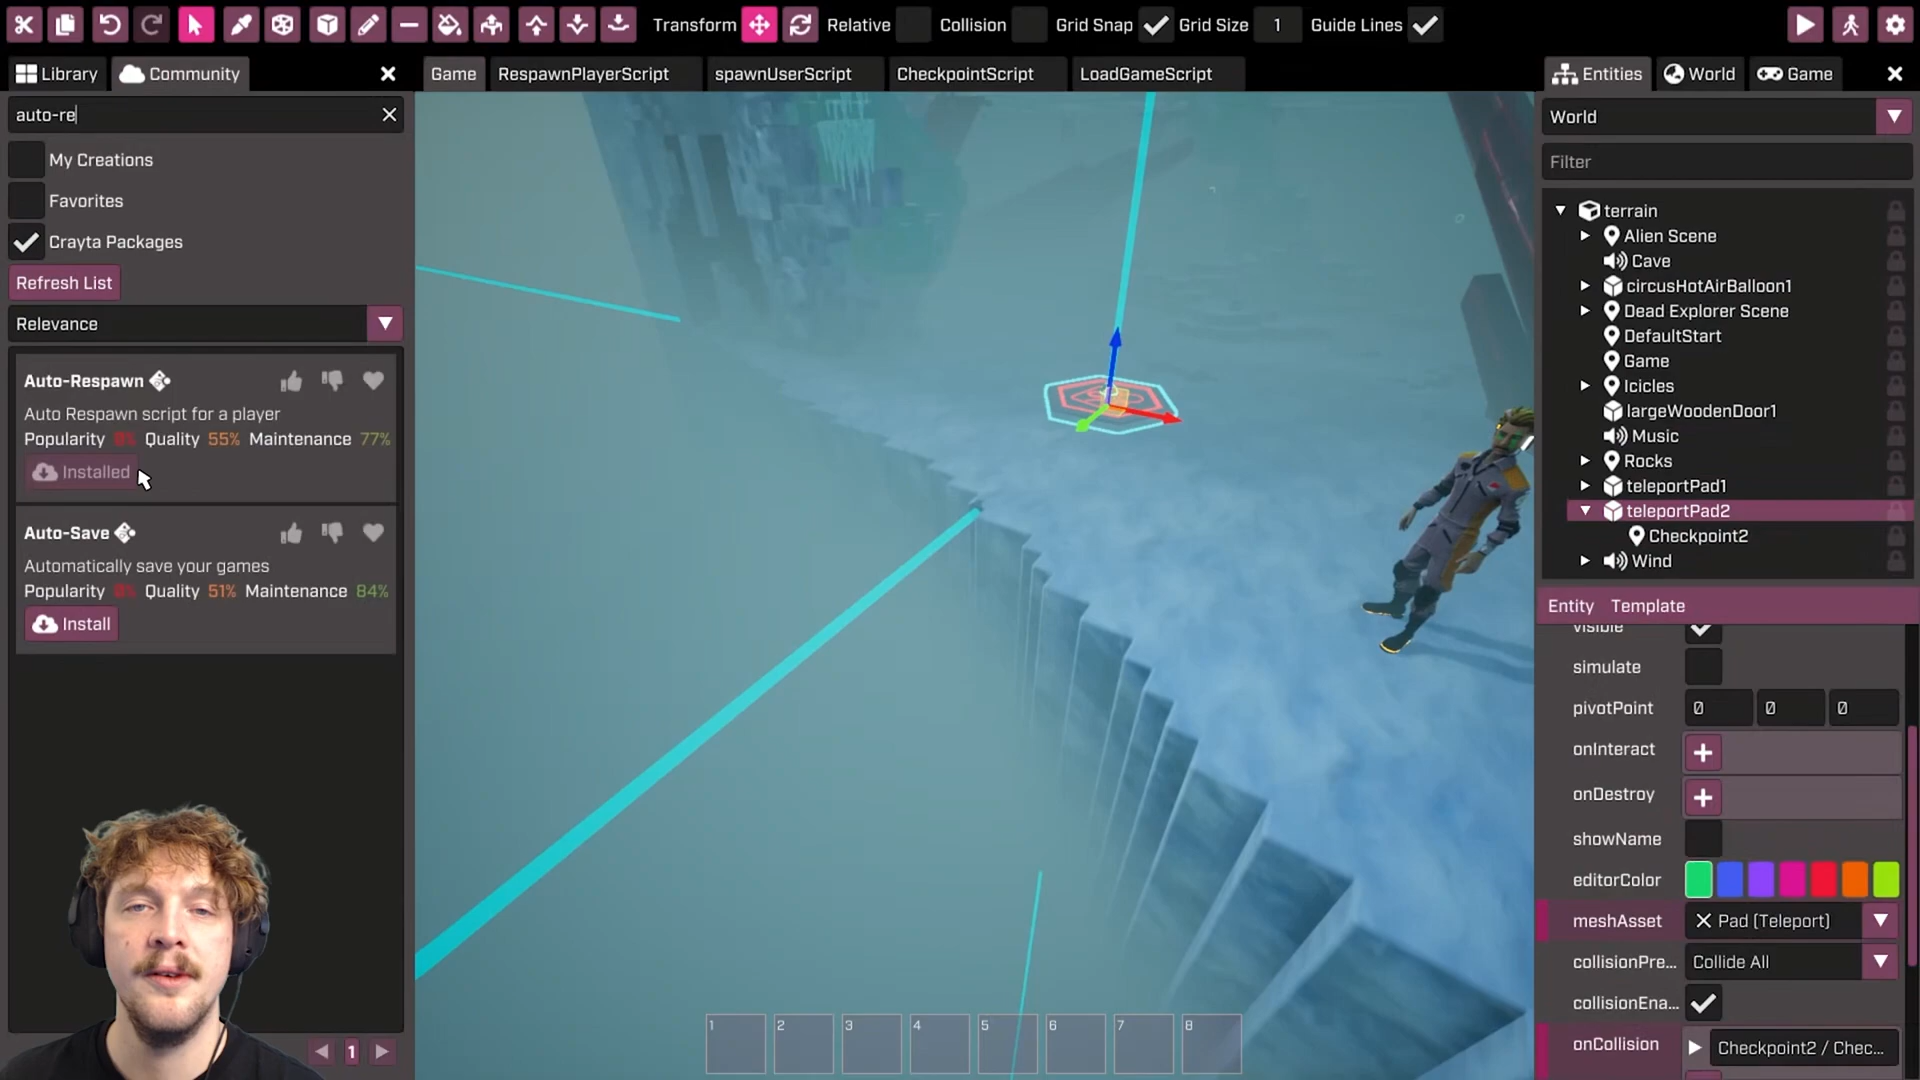 Transform
Relative
Collision
Grid Snap
Grid Size
1
Guide Lines
Library
Community
Game
RespawnPlayerScript
spawnUserScript
CheckpointScript
LoadGameScript
Entities
World
Game
auto-re
My Creations
Favorites
Crayta Packages
Refresh List
Relevance
Auto-Respawn
Auto Respawn script for a player
Popularity
Quality 55% Maintenance 77%
Installed
Auto-Save
Automatically save your games
Popularity
Quality 51% Maintenance 84%
Install
1
1
2
3
4
5
6
7
8
World
Filter
terrain
Alien Scene
Cave
circusHotAirBalloon1
Dead Explorer Scene
DefaultStart
Game
Icicles
largeWoodenDoor1
Music
Rocks
teleportPad1
teleportPad2
Checkpoint2
Wind
Entity Template
visible
simulate
pivotPoint 0 0 0
onInteract
onDestroy
showName
editorColor
meshAsset Pad (Teleport)
collisionPre... Collide All
collisionEna...
onCollision Checkpoint2 / Chec...